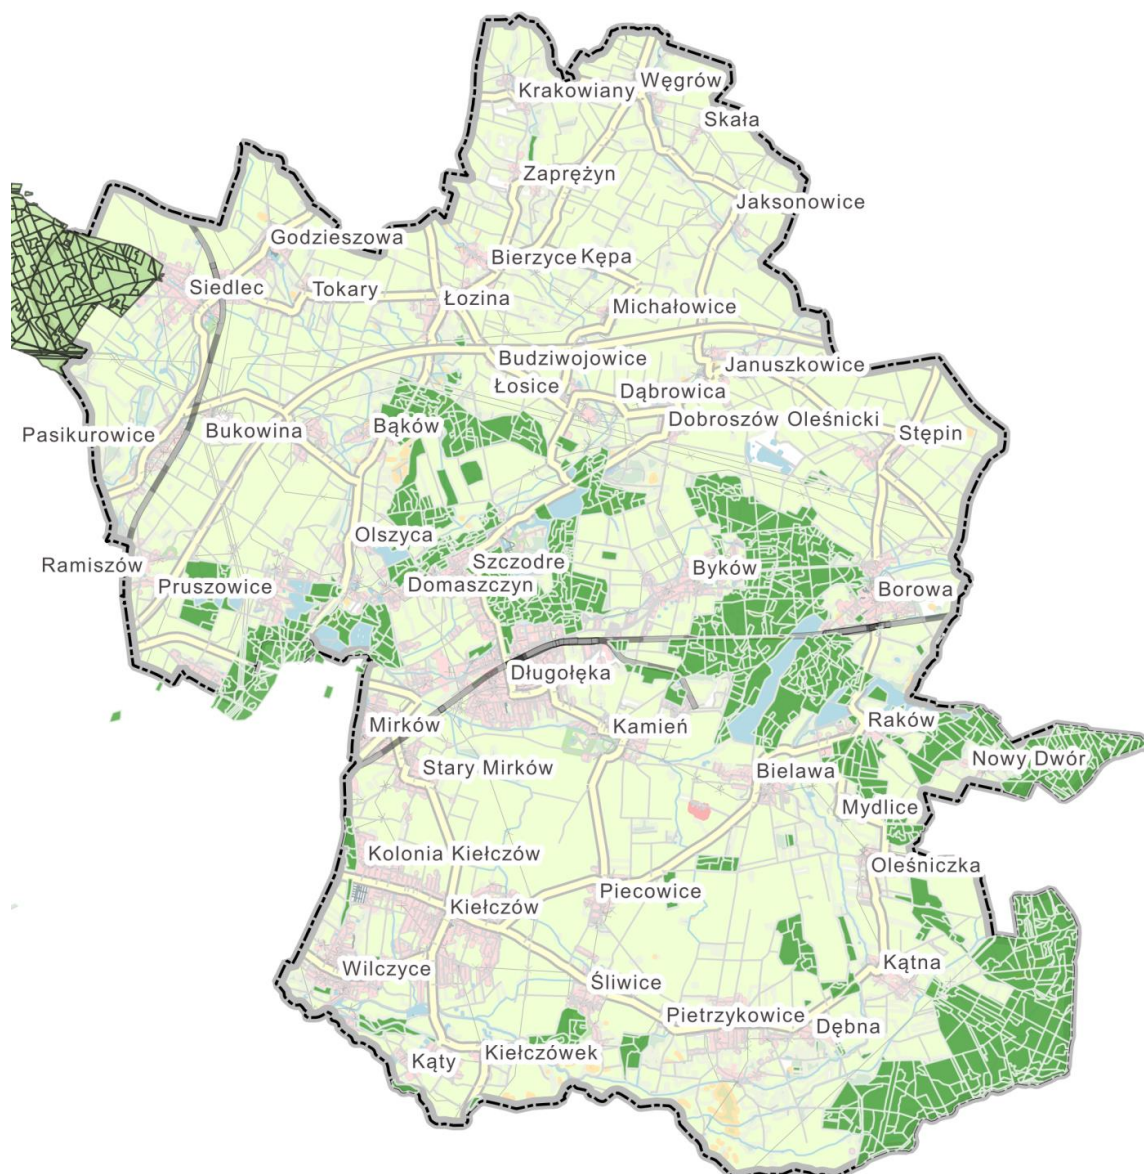 Węgrów
Krakowiany
Skała
Zaprężyn
Jaksonowice
Godzieszowa
Bierzyce
Kępa
Siedlec
Tokary
Łozina
Michałowice
Budziwojowice
Januszkowice
Łosice
Dąbrowica
Dobroszów Oleśnicki
Pasikurowice
Bukowina
Bąków
Stępin
Olszyca
Ramiszów
Szczodre
Byków
Pruszowice
Domaszczyn
Borowa
Długołęka
Mirków
Kamień
Raków
Stary Mirków
Bielawa
Nowy Dwór
Mydlice
Kolonia Kiełczów
Oleśniczka
Piecowice
Kiełczów
Wilczyce
Kątna
Śliwice
Pietrzykowice
Dębna
Kąty
Kiełczówek